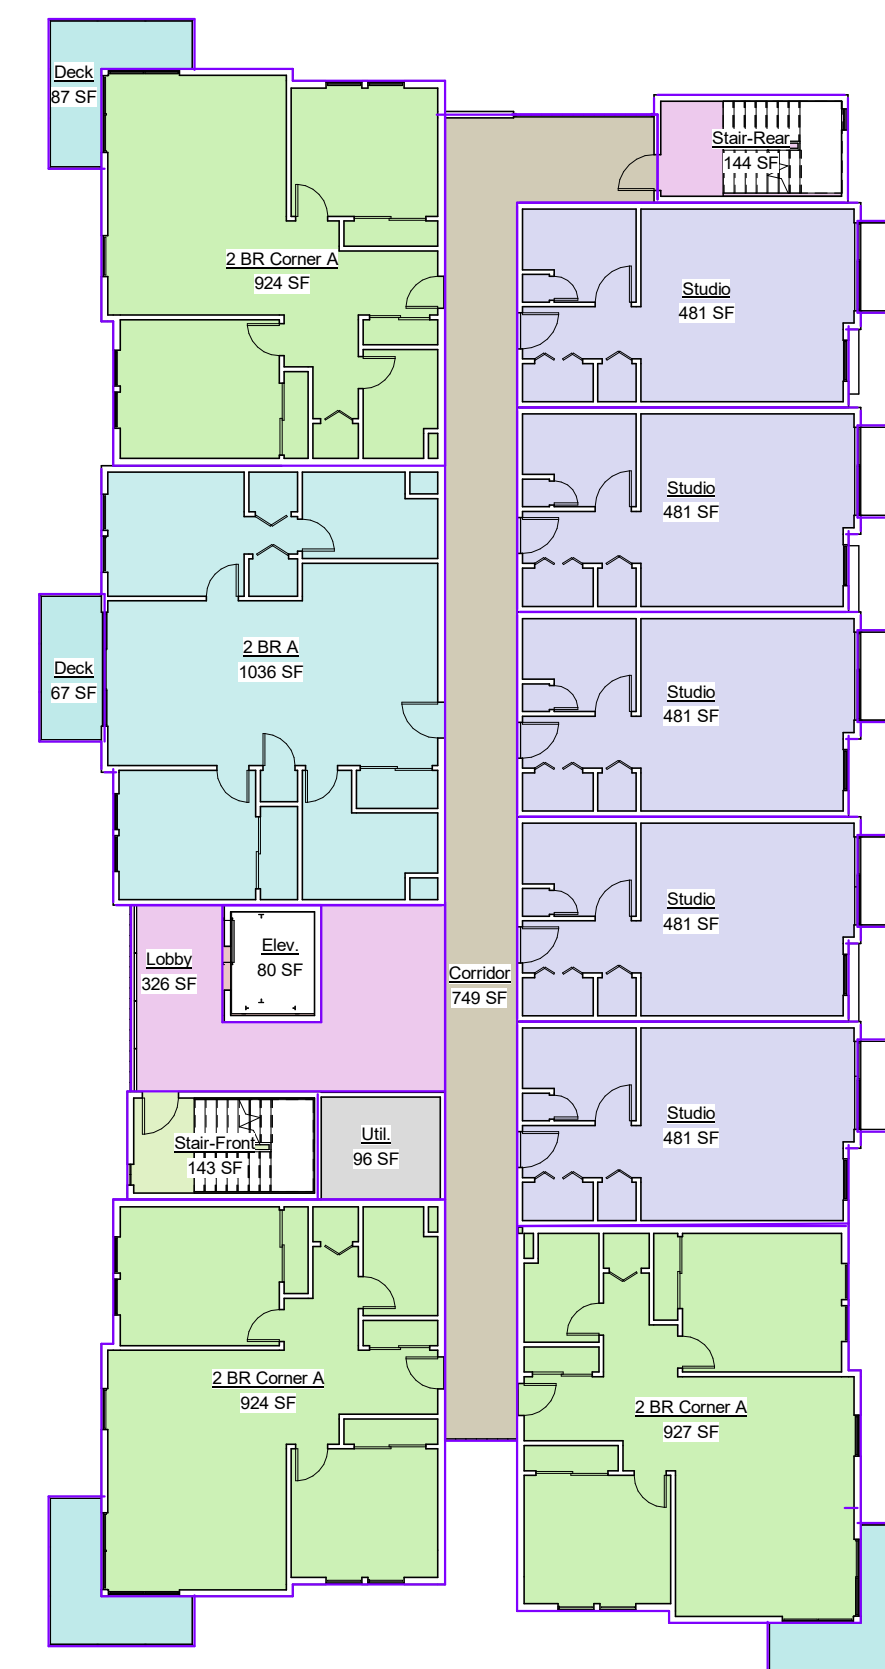 Deck
87 SF
Stair-Rear
144 SF
2 BR Corner A
924 SF
Studio
481 SF
Studio
481 SF
2 BR A
1036 SF
Deck
67 SF
Studio
481 SF
Studio
481 SF
Lobby
326 SF
Elev.
80 SF
Corridor
749 SF
Studio
481 SF
Stair-Front
143 SF
Util.
96 SF
2 BR Corner A
924 SF
2 BR Corner A
927 SF